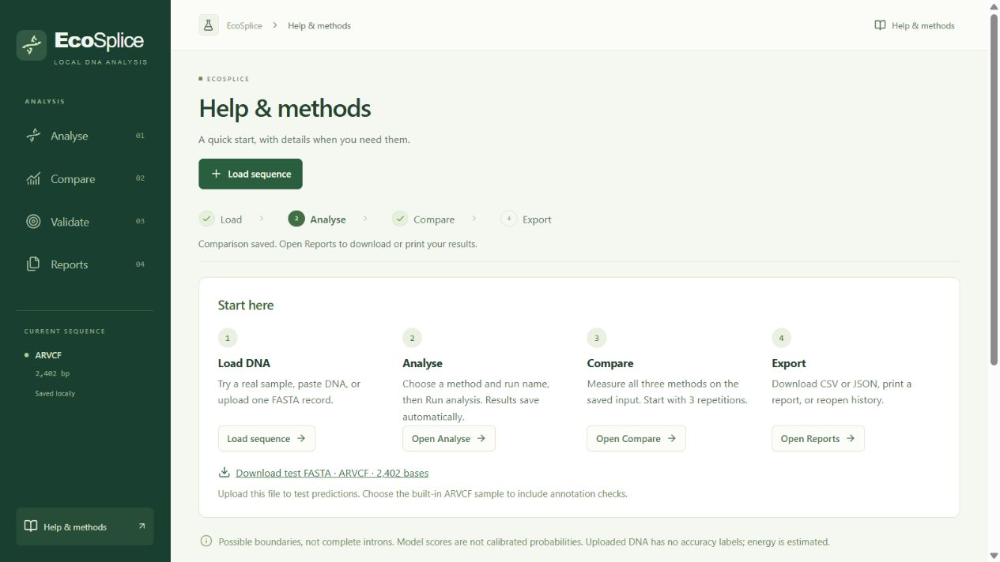 EcoSplice
LOCAL DNA ANALYSIS
ANALYSIS
Analyse 01
Compare 02
Validate 03
Reports 04
CURRENT SEQUENCE
ARVCF
2,402 bp
Saved locally
Help & methods
EcoSplice Help & methods
Help & methods
ECOSPLICE
Help & methods
A quick start, with details when you need them.
Load sequence
Load 2 Analyse Compare 4 Export
Comparison saved. Open Reports to download or print your results.
Start here
1
Load DNA
Try a real sample, paste DNA, or
upload one FASTA record.
Load sequence
2
Analyse
Choose a method and run name,
then Run analysis. Results save
automatically.
Open Analyse
3
Compare
Measure all three methods on the
saved input. Start with 3 repetitions.
Open Compare
4
Export
Download CSV or JSON, print a
report, or reopen history.
Open Reports
Download test FASTA · ARVCF · 2,402 bases
Upload this file to test predictions. Choose the built-in ARVCF sample to include annotation checks.
Possible boundaries, not complete introns. Model scores are not calibrated probabilities. Uploaded DNA has no accuracy labels; energy is estimated.